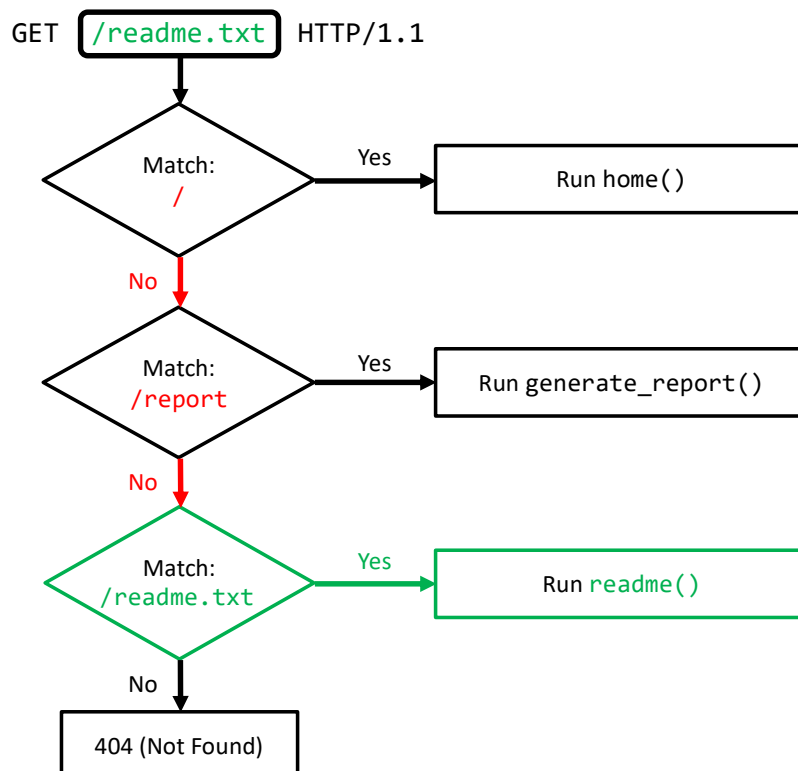 GET /readme.txt HTTP/1.1
Match:
/
Yes
Run home()
No
Match:
/report
Yes
Run generate_report()
No
Match:
/readme.txt
Yes
Run readme()
No
404 (Not Found)